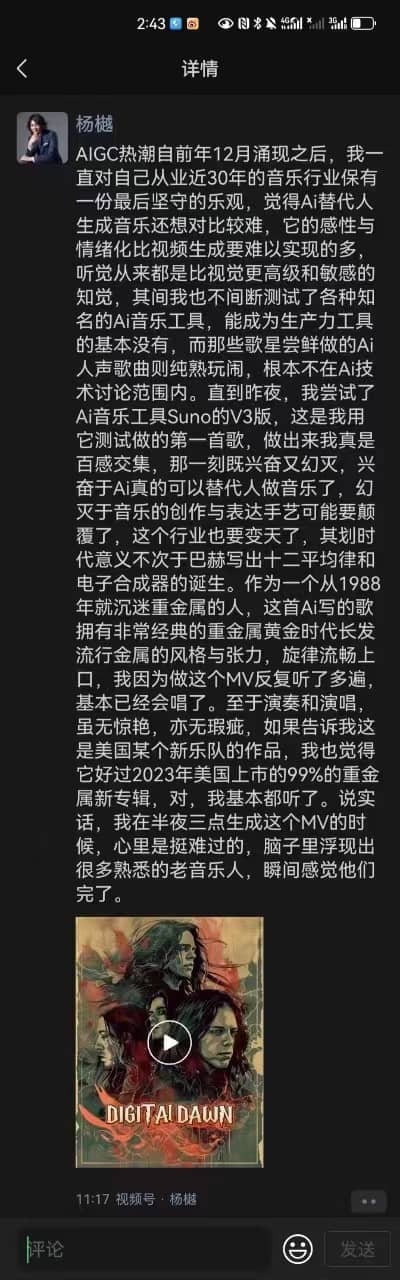 2:43
详情
杨樾
AIGC热潮自前年12月涌现之后，我一
直对自己从业近30年的音乐行业保有
一份最后坚守的乐观，觉得Ai替代人
生成音乐还想对比较难，它的感性与
情绪化比视频生成要难以实现的多，
听觉从来都是比视觉更高级和敏感的
知觉，其间我也不间断测试了各种知
名的Ai音乐工具，能成为生产力工具
的基本没有，而那些歌星尝鲜做的Ai
人声歌曲则纯熟玩闹，根本不在Ai技
术讨论范围内。直到昨夜，我尝试了
Ai音乐工具Suno的V3版，这是我用
它测试做的第一首歌，做出来我真是
百感交集，那一刻既兴奋又幻灭，兴
奋于Ai真的可以替代人做音乐了，幻
灭于音乐的创作与表达手艺可能要颠
覆了，这个行业也要变天了，其划时
代意义不次于巴赫写出十二平均律和
电子合成器的诞生。作为一个从1988
年就沉迷重金属的人，这首Ai写的歌
拥有非常经典的重金属黄金时代长发
流行金属的风格与张力，旋律流畅上
口，我因为做这个MV反复听了多遍，
基本已经会唱了。至于演奏和演唱，
虽无惊艳，亦无瑕疵，如果告诉我这
是美国某个新乐队的作品，我也觉得
它好过2023年美国上市的99%的重金
属新专辑，对，我基本都听了。说实
话，我在半夜三点生成这个MV的时
候，心里是挺难过的，脑子里浮现出
很多熟悉的老音乐人，瞬间感觉他们
完了。
DIGITAL DAWN
11:17 视频号·杨樾
评论
发送